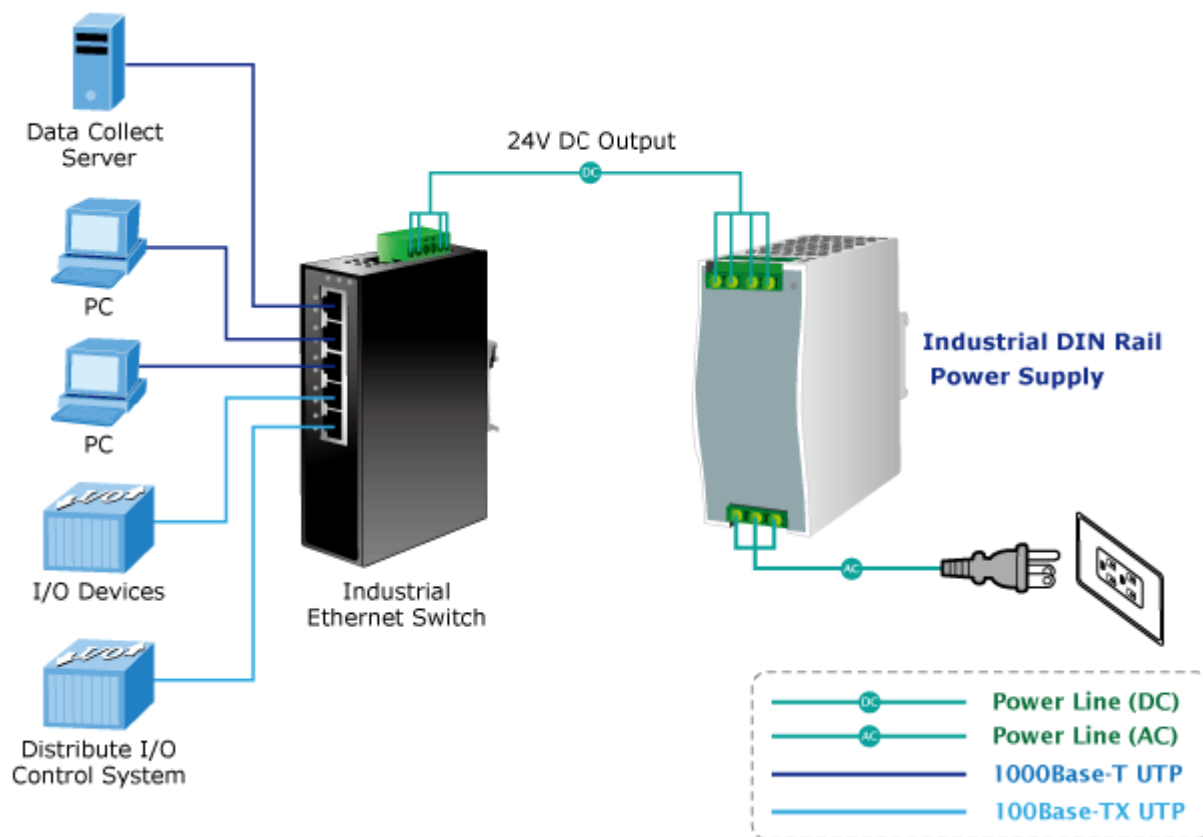 Data Collect
Server
24V DC Output
DC
PC
PC
Industrial DIN Rail
Power Supply
I/O
I/O Devices
Industrial
Ethernet Switch
AC
I/O
Distribute I/O
Control System
DC Power Line (DC)
AC Power Line (AC)
1000Base-T UTP
100Base-TX UTP